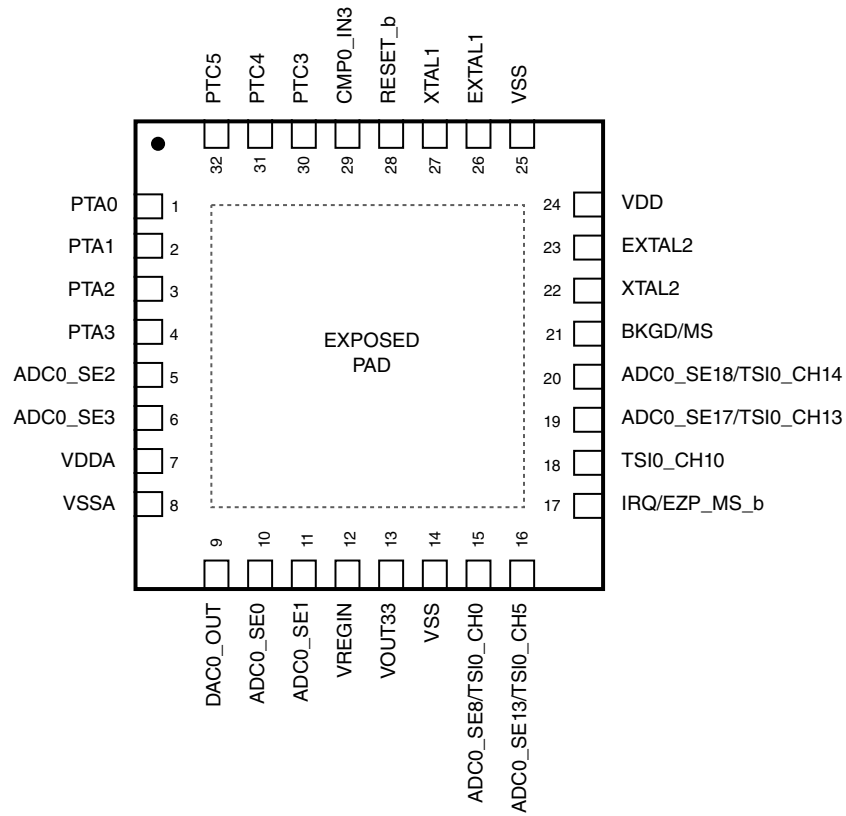 PTC5
PTC4
PTC3
CMP0_IN3
RESET_b
XTAL1
EXTAL1
VSS
32
31
30
29
28
27
26
25
PTA0 1
PTA1 2
PTA2 3
PTA3 4
ADC0_SE2 5
ADC0_SE3 6
VDDA 7
VSSA 8
EXPOSED
PAD
24 VDD
23 EXTAL2
22 XTAL2
21 BKGD/MS
20 ADC0_SE18/TSI0_CH14
19 ADC0_SE17/TSI0_CH13
18 TSI0_CH10
17 IRQ/EZP_MS_b
9
10
11
12
13
14
15
16
DAC0_OUT
ADC0_SE0
ADC0_SE1
VREGIN
VOUT33
VSS
ADC0_SE8/TSI0_CH0
ADC0_SE13/TSI0_CH5